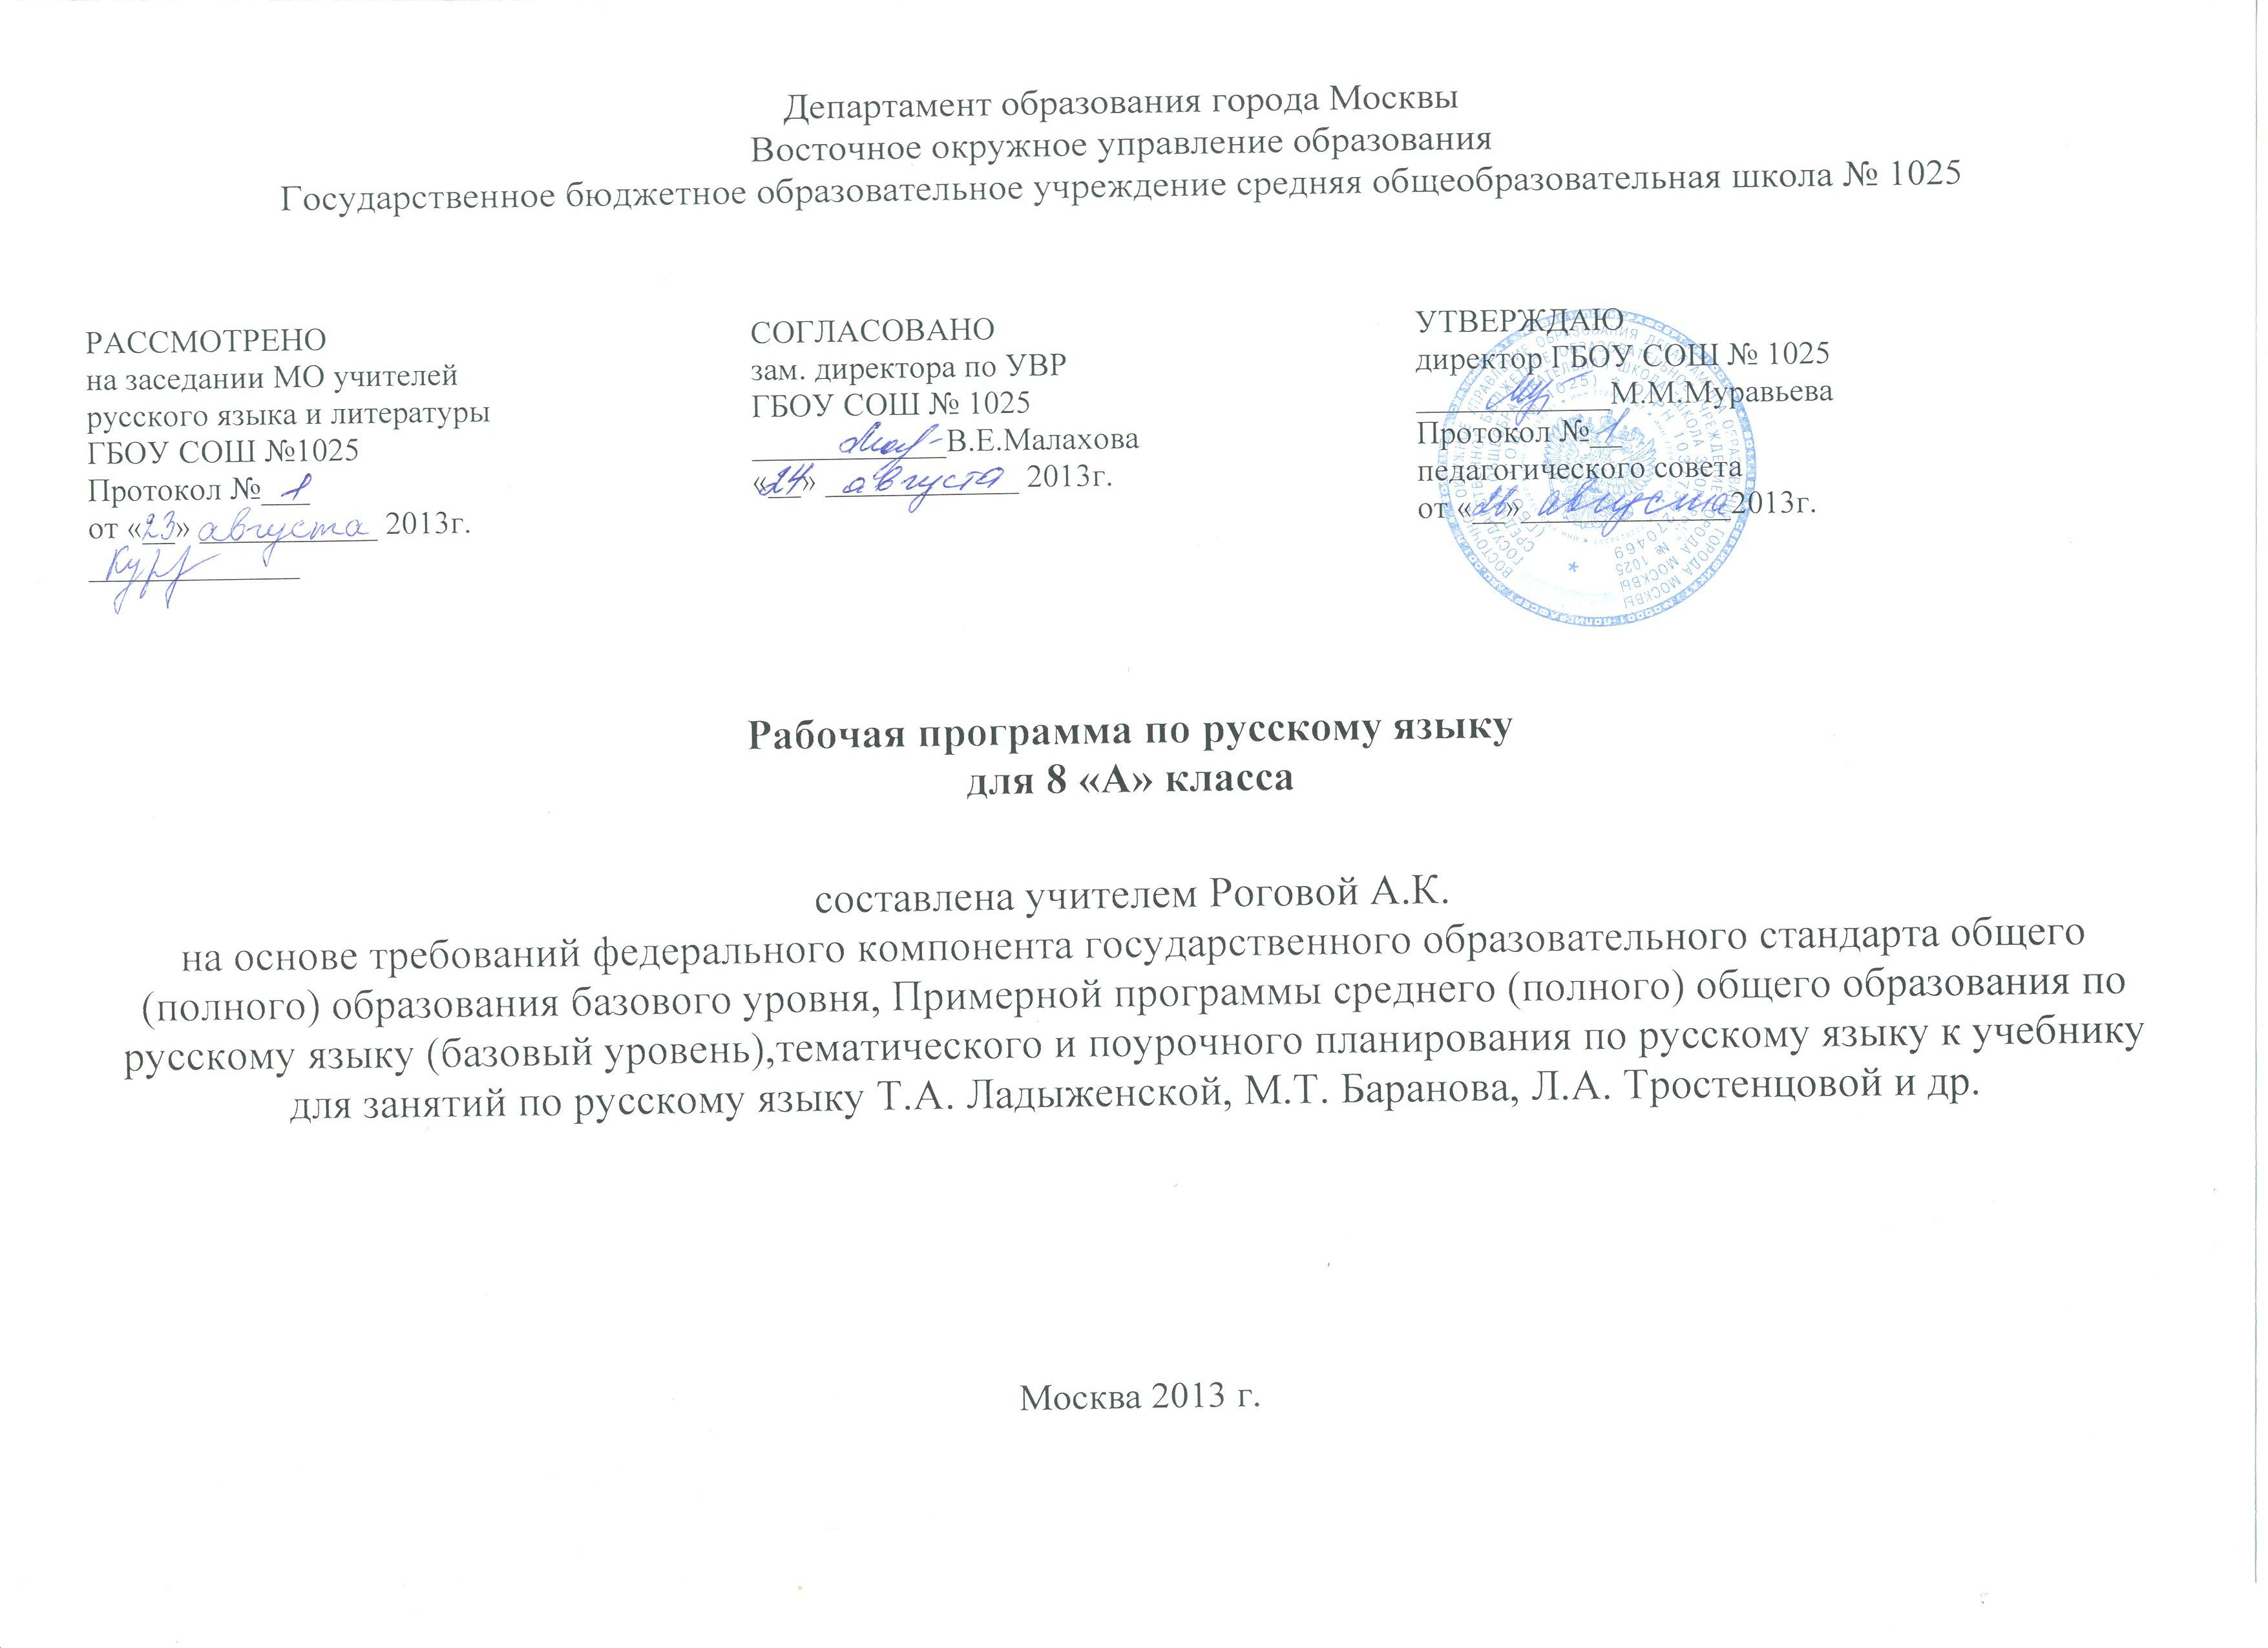 Департамент образования города Москвы
Восточное окружное управление образования
Государственное бюджетное образовательное учреждение средняя общеобразовательная школа № 1025
РАССМОТРЕНО
на заседании МО учителей
русского языка и литературы
ГБОУ СОШ №1025
Протокол № 1
от «23» августа 2013г.
СОГЛАСОВАНО
зам. директора по УВР
ГБОУ СОШ № 1025
В.Е.Малахова
«24» августа 2013г.
УТВЕРЖДАЮ
директор ГБОУ СОШ № 1025
М.М.Муравьева
Протокол № 1
педагогического совета
от « » августа 2013г.
Рабочая программа по русскому языку
для 8 «А» класса
составлена учителем Роговой А.К.
на основе требований федерального компонента государственного образовательного стандарта общего
(полного) образования базового уровня, Примерной программы среднего (полного) общего образования по
русскому языку (базовый уровень),тематического и поурочного планирования по русскому языку к учебнику
для занятий по русскому языку Т.А. Ладыженской, М.Т. Баранова, Л.А. Тростенцовой и др.
Москва 2013 г.